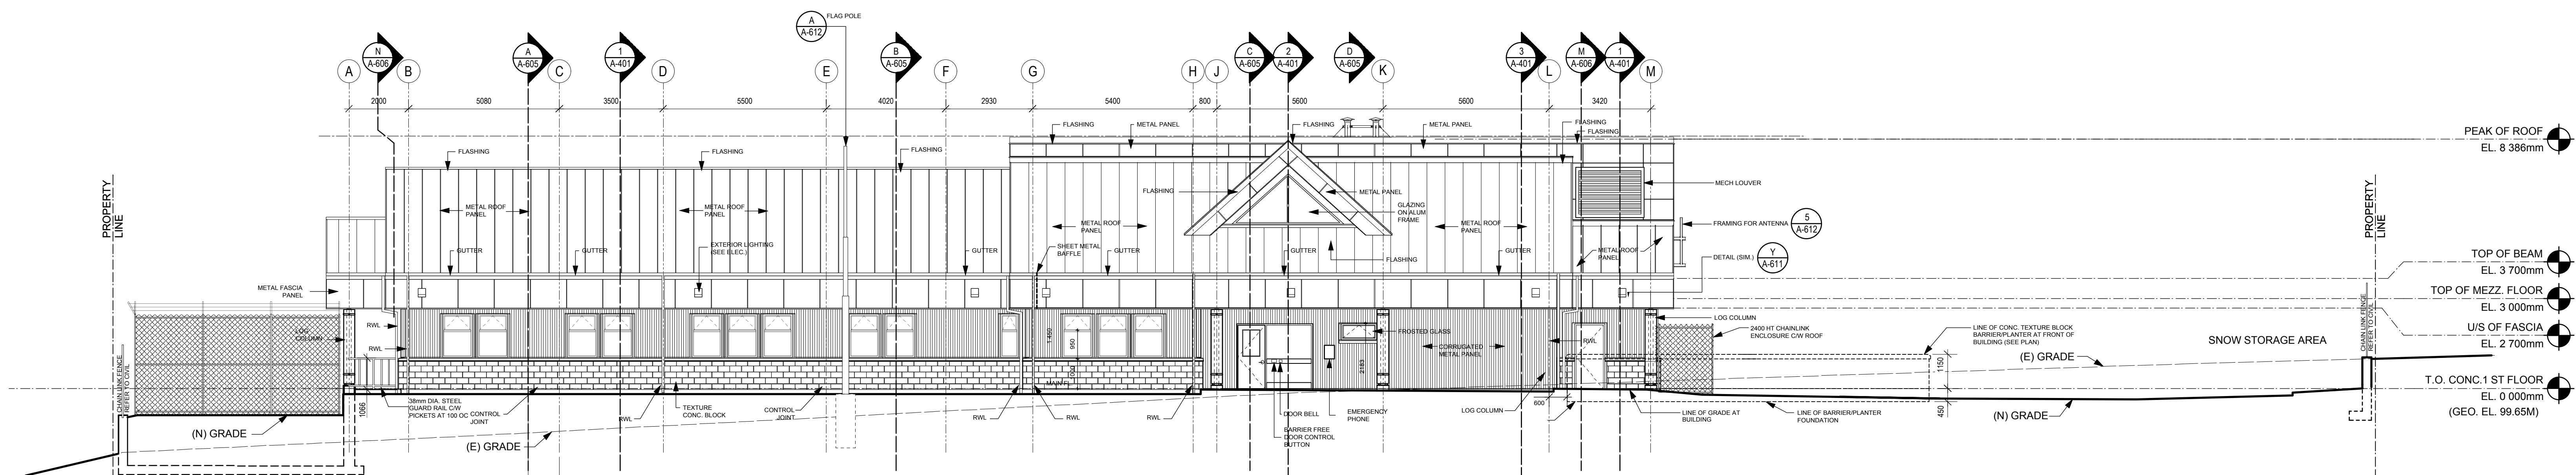 A
A-612
FLAG POLE
N
A-606
A
A-605
1
A-401
B
A-605
C
A-605
2
A-401
D
A-605
3
A-401
M
A-606
1
A-401
A
B
C
D
E
F
G
H
J
K
L
M
2000
5080
3500
5500
4020
2930
5400
800
5600
5600
3420
FLASHING
METAL PANEL
FLASHING
METAL PANEL
FLASHING
FLASHING
FLASHING
FLASHING
FLASHING
PEAK OF ROOF
EL. 8 386mm
PROPERTY
LINE
METAL ROOF
PANEL
METAL ROOF
PANEL
METAL ROOF
PANEL
FLASHING
METAL PANEL
GLAZING
ON ALUM
FRAME
METAL ROOF
PANEL
MECH LOUVER
FRAMING FOR ANTENNA
5
A-612
PROPERTY
LINE
GUTTER
GUTTER
EXTERIOR LIGHTING
(SEE ELEC.)
GUTTER
SHEET METAL
BAFFLE
GUTTER
GUTTER
FLASHING
GUTTER
METAL ROOF
PANEL
DETAIL (SIM.)
Y
A-611
TOP OF BEAM
EL. 3 700mm
METAL FASCIA
PANEL
TOP OF MEZZ. FLOOR
EL. 3 000mm
LOG
COLUMN
RWL
RWL
1 450
950
FROSTED GLASS
CORRUGATED
METAL PANEL
2163
RWL
LOG COLUMN
2400 HT CHAINLINK
ENCLOSURE C/W ROOF
LINE OF CONC. TEXTURE BLOCK
BARRIER/PLANTER AT FRONT OF
BUILDING (SEE PLAN)
(E) GRADE
SNOW STORAGE AREA
CHAIN LINK FENCE
REFER TO CIVIL
U/S OF FASCIA
EL. 2 700mm
CHAIN LINK FENCE
REFER TO CIVIL
1066
38mm DIA. STEEL
GUARD RAIL C/W
PICKETS AT 100 OC
CONTROL
JOINT
RWL
TEXTURE
CONC. BLOCK
CONTROL
JOINT
RWL
RWL
RWL
DOOR BELL
BARRIER FREE
DOOR CONTROL
BUTTON
EMERGENCY
PHONE
LOG COLUMN
600
LINE OF GRADE AT
BUILDING
LINE OF BARRIER/PLANTER
FOUNDATION
1150
450
(N) GRADE
T.O. CONC.1 ST FLOOR
EL. 0 000mm
(GEO. EL. 99.65M)
(N) GRADE
(E) GRADE